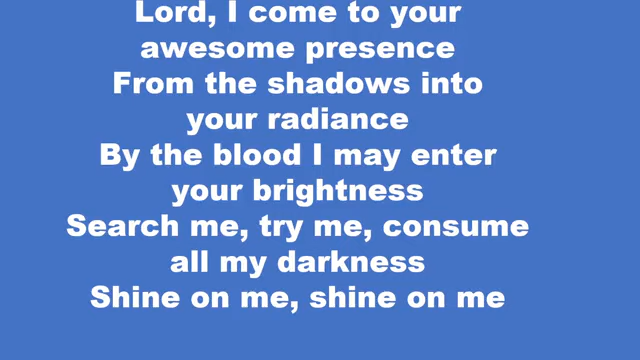 Lord, I come to your
awesome presence
From the shadows into
your radiance
By the blood I may enter
your brightness
Search me, try me, consume
all my darkness
Shine on me, shine on me